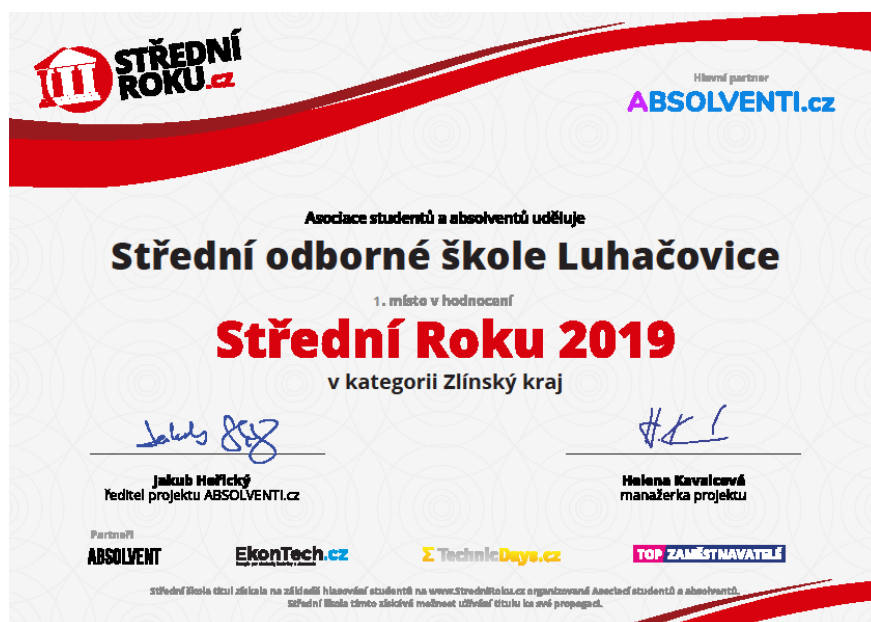 STŘEDNÍ
ROKU.cz
Hlavní partner
ABSOLVENTI.cz
Asociace studentů a absolventů uděluje
Střední odborné škole Luhačovice
1. místo v hodnocení
Střední Roku 2019
v kategorii Zlínský kraj
Jakub Hořický
ředitel projektu ABSOLVENTI.cz
Helena Kavalcová
manažerka projektu
Partneři
ABSOLVENT
EkonTech.cz
TechnicDays.cz
TOP ZAMĚSTNAVATELÉ
Střední škola titul získala na základě hlasování studentů na www.StredniRoku.cz organizované Asociací studentů a absolventů.
Střední škola tímto získává možnost užívání titulu ke své propagaci.